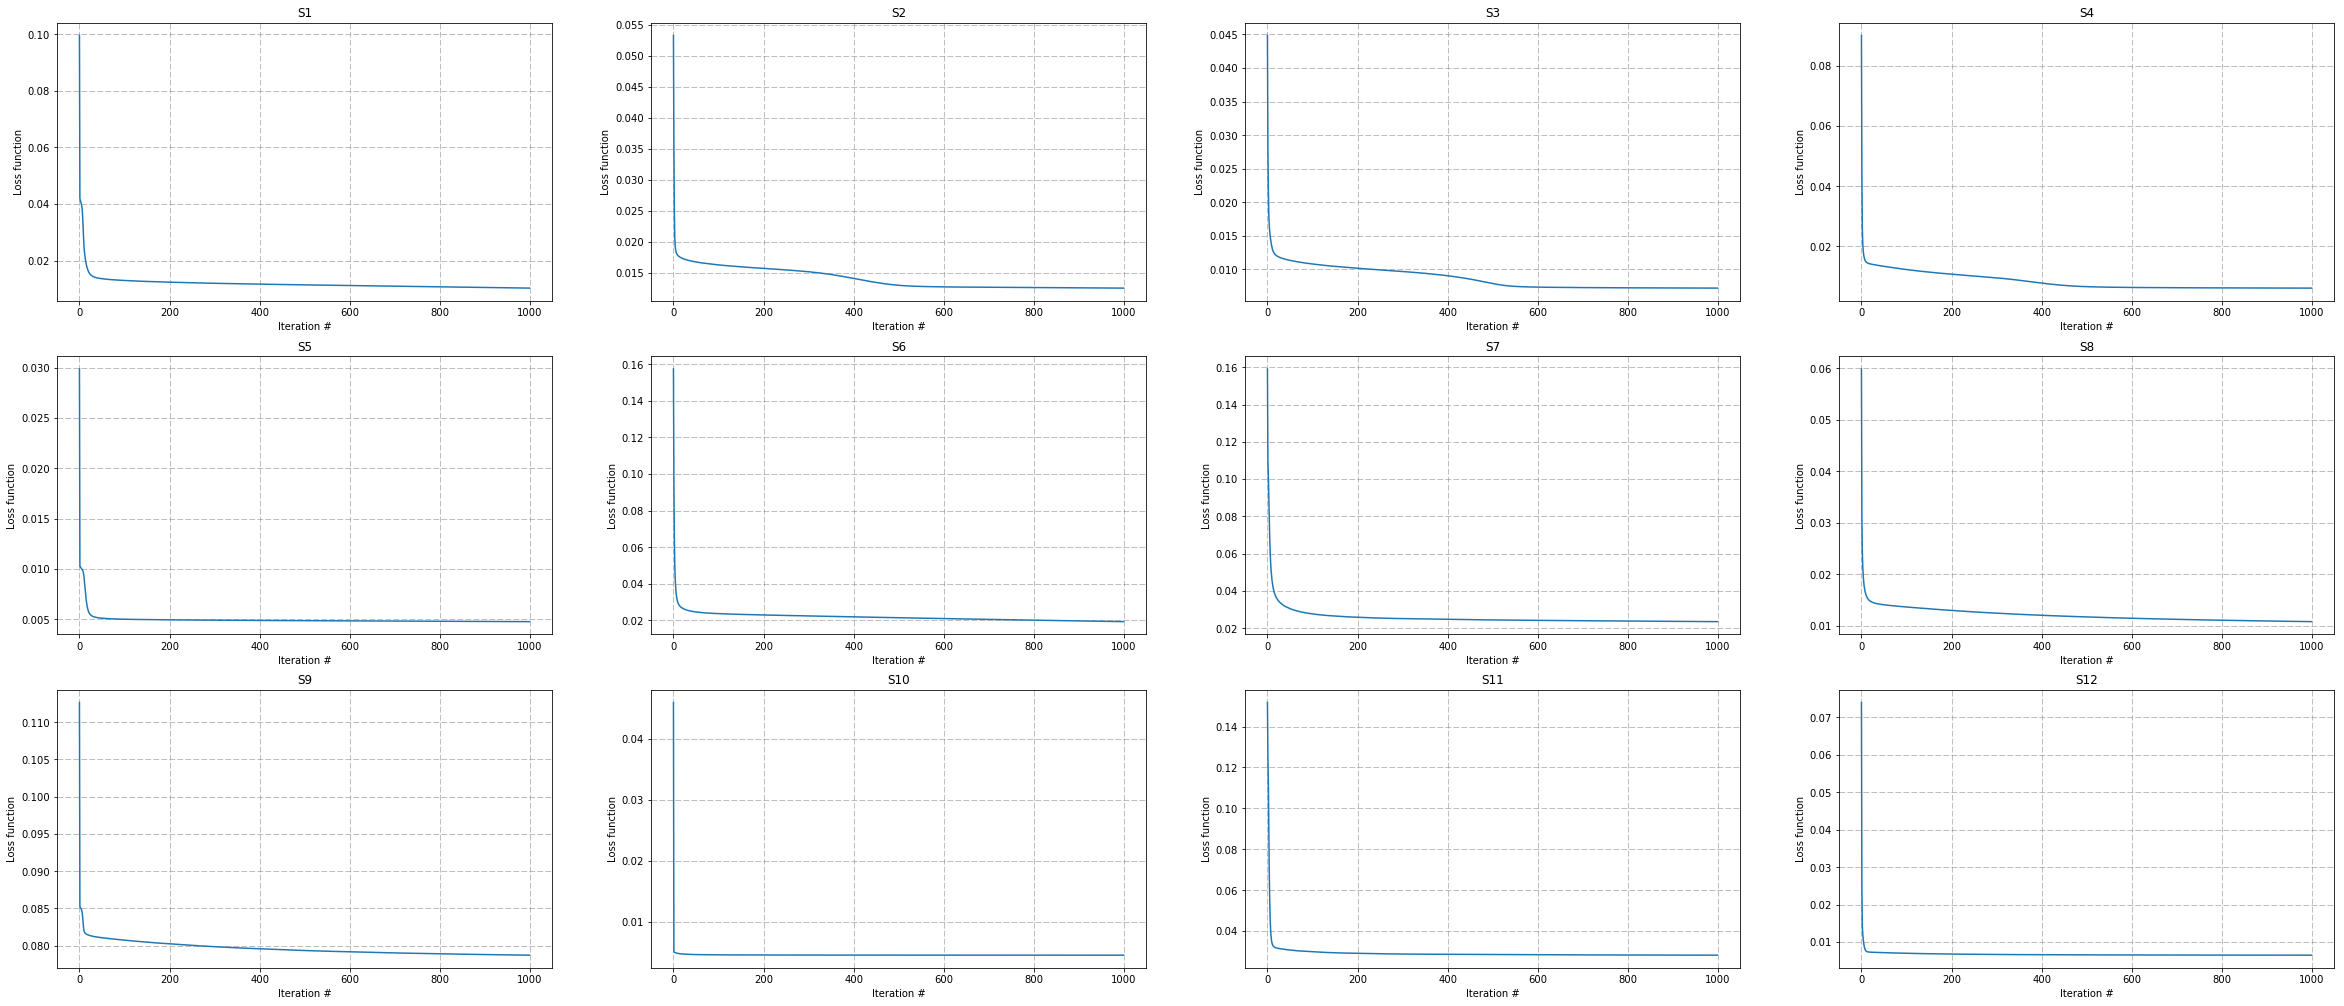 S1
0.10
0.08
0.06
0.04
0.02
Loss function
0 200 400 600 800 1000
Iteration #
S2
0.055
0.050
0.045
0.040
0.035
0.030
0.025
0.020
0.015
Loss function
0 200 400 600 800 1000
Iteration #
S3
0.045
0.040
0.035
0.030
0.025
0.020
0.015
0.010
Loss function
0 200 400 600 800 1000
Iteration #
S4
0.08
0.06
0.04
0.02
Loss function
0 200 400 600 800 1000
Iteration #
S5
0.030
0.025
0.020
0.015
0.010
0.005
Loss function
0 200 400 600 800 1000
Iteration #
S6
0.16
0.14
0.12
0.10
0.08
0.06
0.04
0.02
Loss function
0 200 400 600 800 1000
Iteration #
S7
0.16
0.14
0.12
0.10
0.08
0.06
0.04
0.02
Loss function
0 200 400 600 800 1000
Iteration #
S8
0.06
0.05
0.04
0.03
0.02
0.01
Loss function
0 200 400 600 800 1000
Iteration #
S9
0.110
0.105
0.100
0.095
0.090
0.085
0.080
Loss function
0 200 400 600 800 1000
Iteration #
S10
0.04
0.03
0.02
0.01
Loss function
0 200 400 600 800 1000
Iteration #
S11
0.14
0.12
0.10
0.08
0.06
0.04
Loss function
0 200 400 600 800 1000
Iteration #
S12
0.07
0.06
0.05
0.04
0.03
0.02
0.01
Loss function
0 200 400 600 800 1000
Iteration #